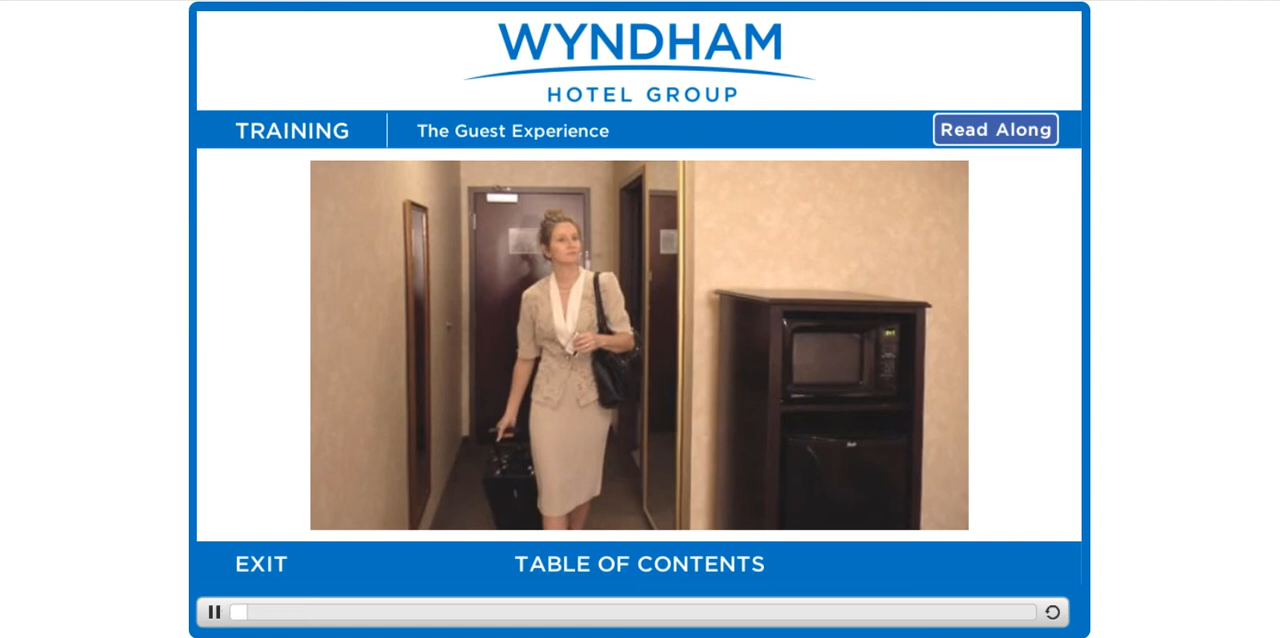 WYNDHAM
HOTEL GROUP
TRAINING
The Guest Experience
Read Along
EXIT
TABLE OF CONTENTS